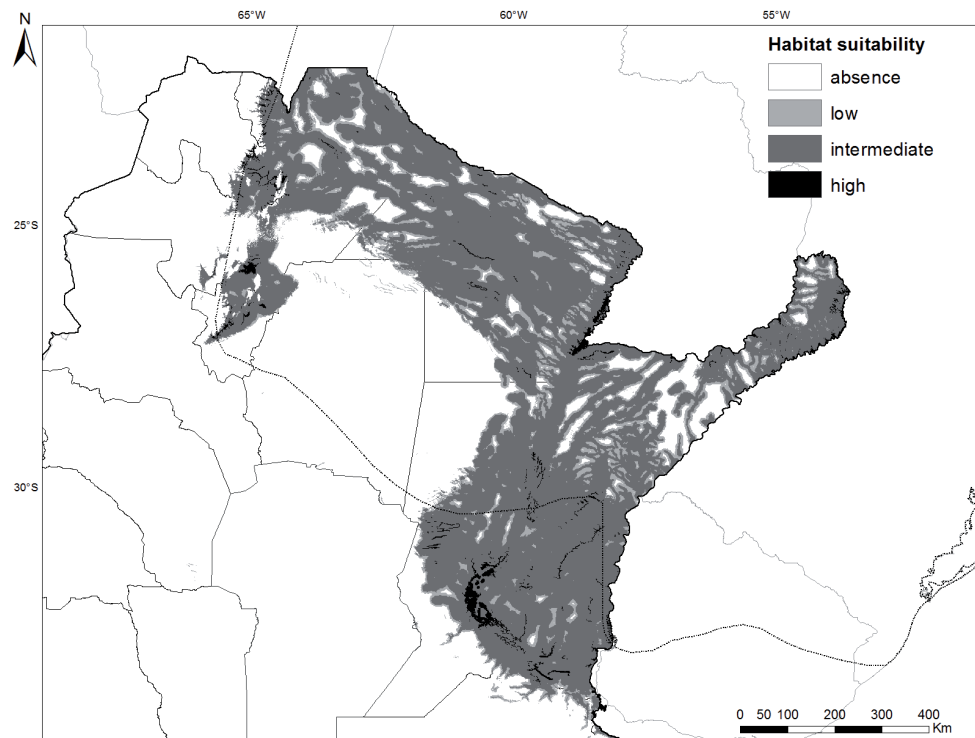 N
65°W
60°W
55°W
Habitat suitability
absence
low
intermediate
high
25°S
30°S
0 50 100 200 300 400
Km